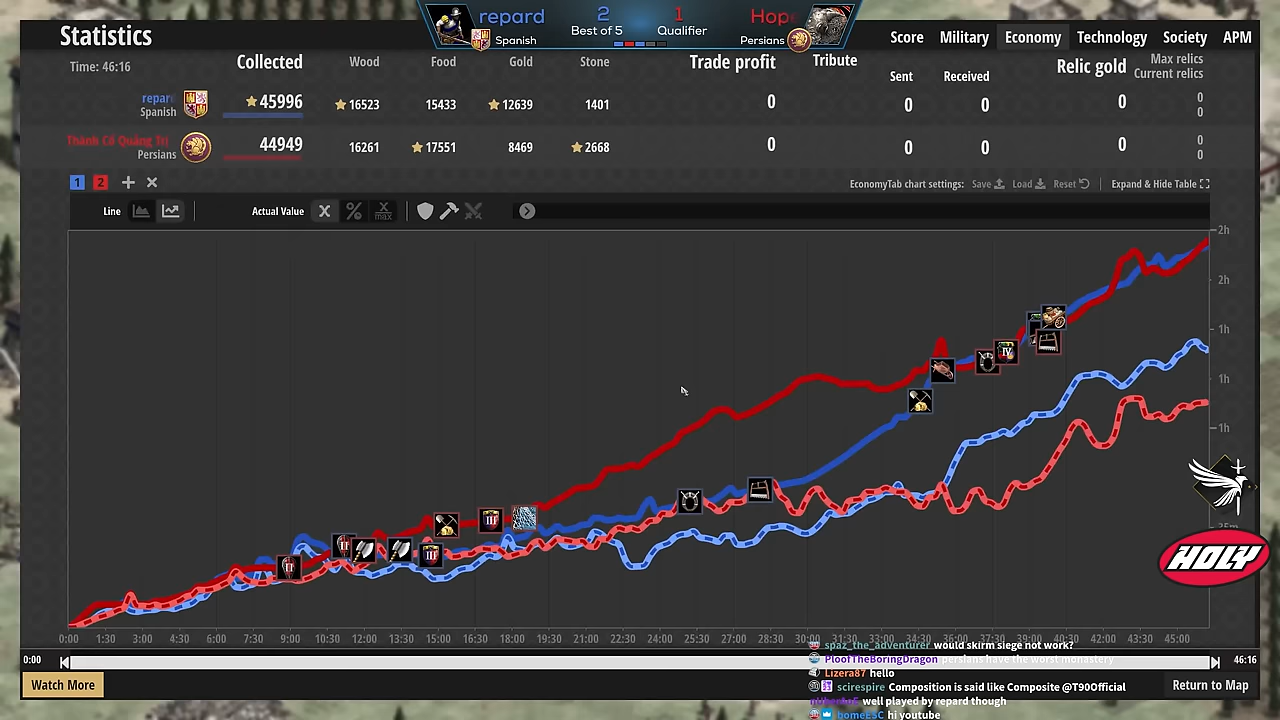 repard 2 1 Hope
Spanish Best of 5 Qualifier Persians
Statistics
Score Military Economy Technology Society APM
Time: 46:16
Collected Wood Food Gold Stone Trade profit Tribute Sent Received Relic gold Max relics Current relics
repar
Spanish
45996 16523 15433 12639 1401 0 0 0 0 0 0
Persians
44949 16261 17551 8469 2668 0 0 0 0 0 0
1 2
EconomyTab chart settings: Save Load Reset Expand & Hide Table
Line Actual Value X % X max
2h
2h
1h
1h
1h
0:00 1:30 3:00 4:30 6:00 7:30 9:00 10:30 12:00 13:30 15:00 16:30 18:00 19:30 21:00 22:30 24:00 25:30 27:00 28:30 30:00 31:30 33:00 34:30 36:00 37:30 39:00 40:30 42:00 43:30 45:00
HOLY
spaz_the_adventurer would skirm siege not work?
0:00 46:16
PloofTheBoringDragon persians have the worst monastery
Lizera87 hello
Watch More
Return to Map
scirespire Composition is said like Composite @T90Official
well played by repard though
bomeESC hi youtube